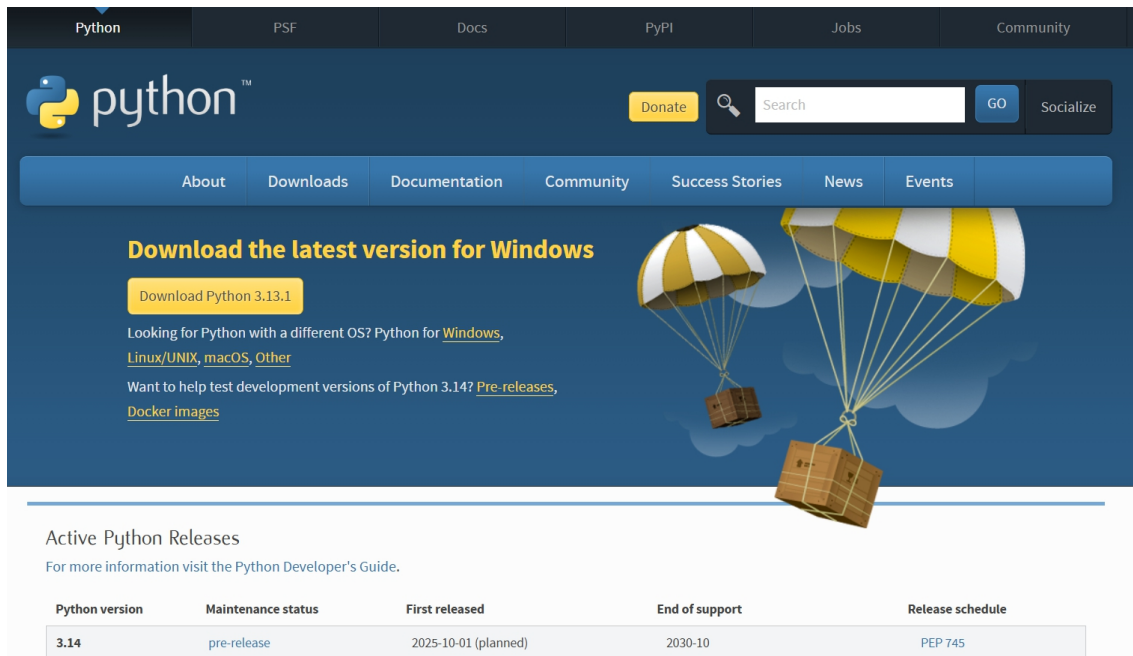 Python PSF Docs PyPI Jobs Community
python™
Donate Search GO Socialize
About Downloads Documentation Community Success Stories News Events
Download the latest version for Windows
Download Python 3.13.1
Looking for Python with a different OS? Python for Windows,
Linux/UNIX, macOS, Other
Want to help test development versions of Python 3.14? Pre-releases,
Docker images
Active Python Releases
For more information visit the Python Developer's Guide.
Python version Maintenance status First released End of support Release schedule
3.14 pre-release 2025-10-01 (planned) 2030-10 PEP 745